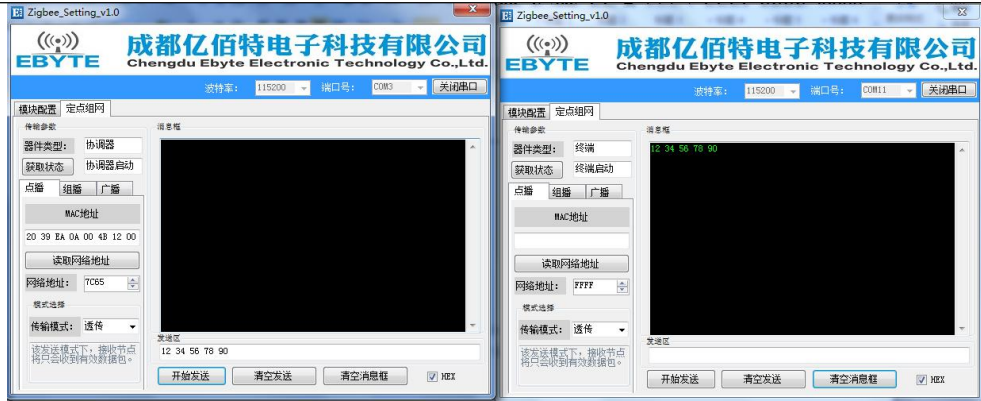 Zigbee_Setting_v1.0
((·))
EBYTE
成都亿佰特电子科技有限公司
Chengdu Ebyte Electronic Technology Co.,Ltd.
波特率： 115200 端口号： COM3 关闭串口
模块配置 定点组网
传输参数
器件类型： 协调器
获取状态 协调器启动
点播 组播 广播
MAC地址
20 39 EA 0A 00 4B 12 00
读取网络地址
网络地址： 7C65
模式选择
传输模式： 透传
该发送模式下，接收节点
将只会收到有效数据包。
消息框
发送区
12 34 56 78 90
开始发送 清空发送 清空消息框 HEX
Zigbee_Setting_v1.0
((·))
EBYTE
成都亿佰特电子科技有限公司
Chengdu Ebyte Electronic Technology Co.,Ltd.
波特率： 115200 端口号： COM11 关闭串口
模块配置 定点组网
传输参数
器件类型： 终端
获取状态 终端启动
点播 组播 广播
MAC地址
读取网络地址
网络地址： FFFF
模式选择
传输模式： 透传
该发送模式下，接收节点
将只会收到有效数据包。
消息框
12 34 56 78 90
发送区
开始发送 清空发送 清空消息框 HEX